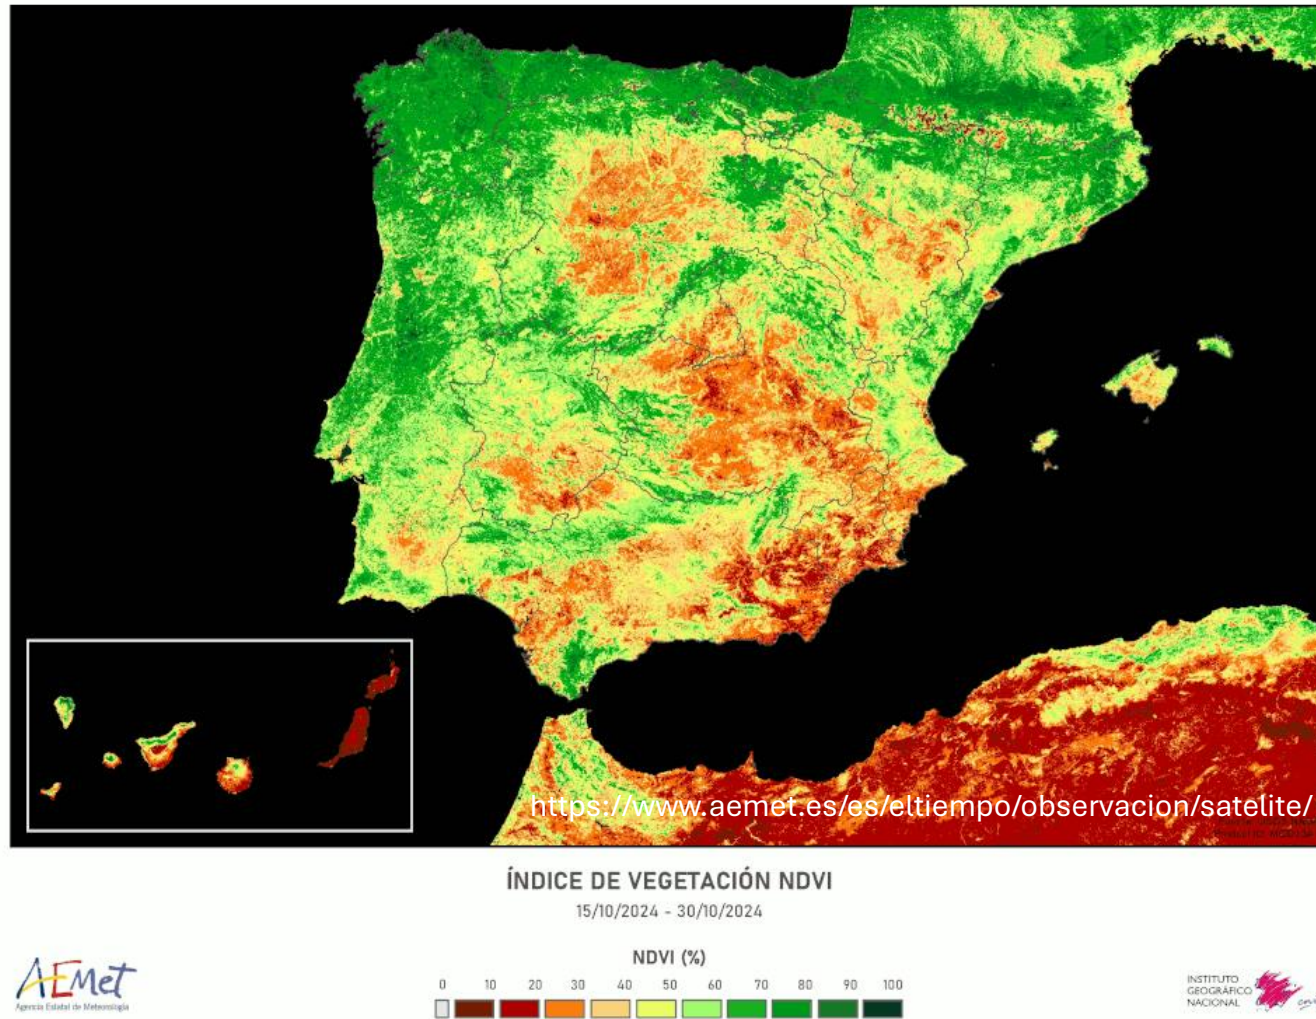 https://www.aemet.es/es/eltiempo/observacion/satelite/
ÍNDICE DE VEGETACIÓN NDVI
15/10/2024 - 30/10/2024
NDVI (%)
0 10 20 30 40 50 60 70 80 90 100
AEMet
Agencia Estatal de Meteorología
INSTITUTO
GEOGRÁFICO
NACIONAL